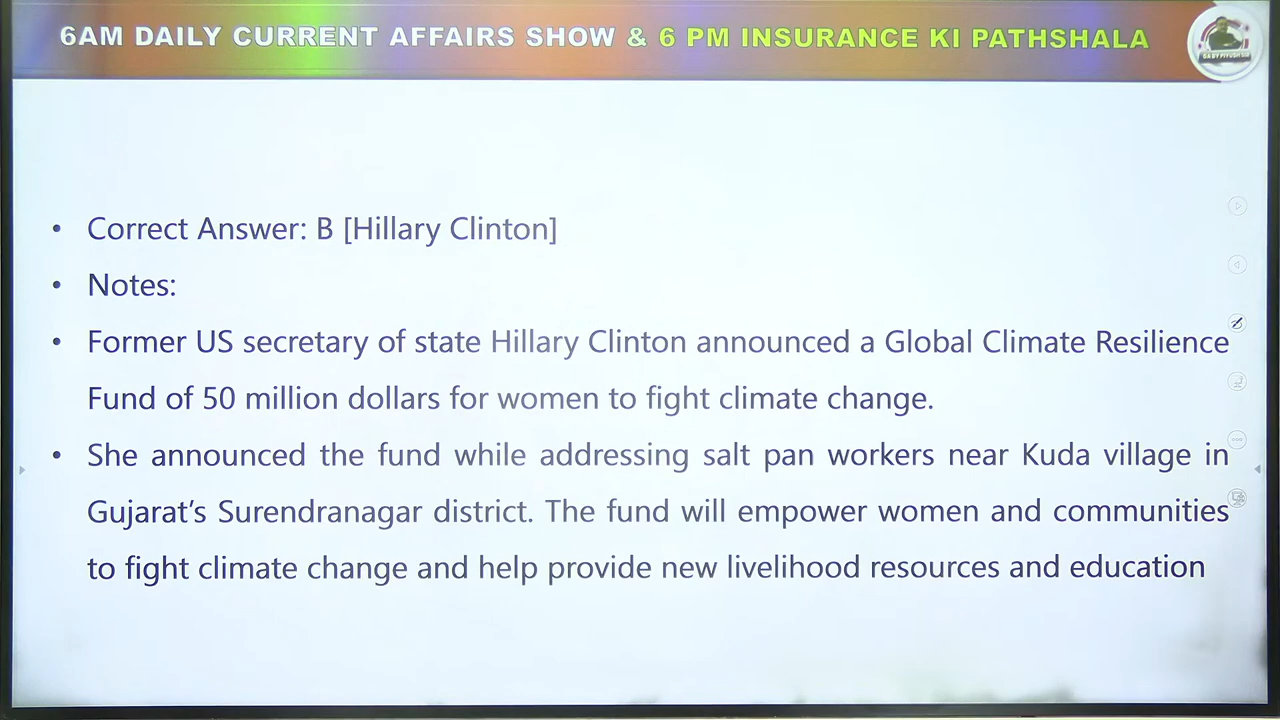 6AM DAILY CURRENT AFFAIRS SHOW & 6 PM INSURANCE KI PATHSHALA
• Correct Answer: B [Hillary Clinton]
• Notes:
• Former US secretary of state Hillary Clinton announced a Global Climate Resilience
Fund of 50 million dollars for women to fight climate change.
• She announced the fund while addressing salt pan workers near Kuda village in
Gujarat’s Surendranagar district. The fund will empower women and communities
to fight climate change and help provide new livelihood resources and education